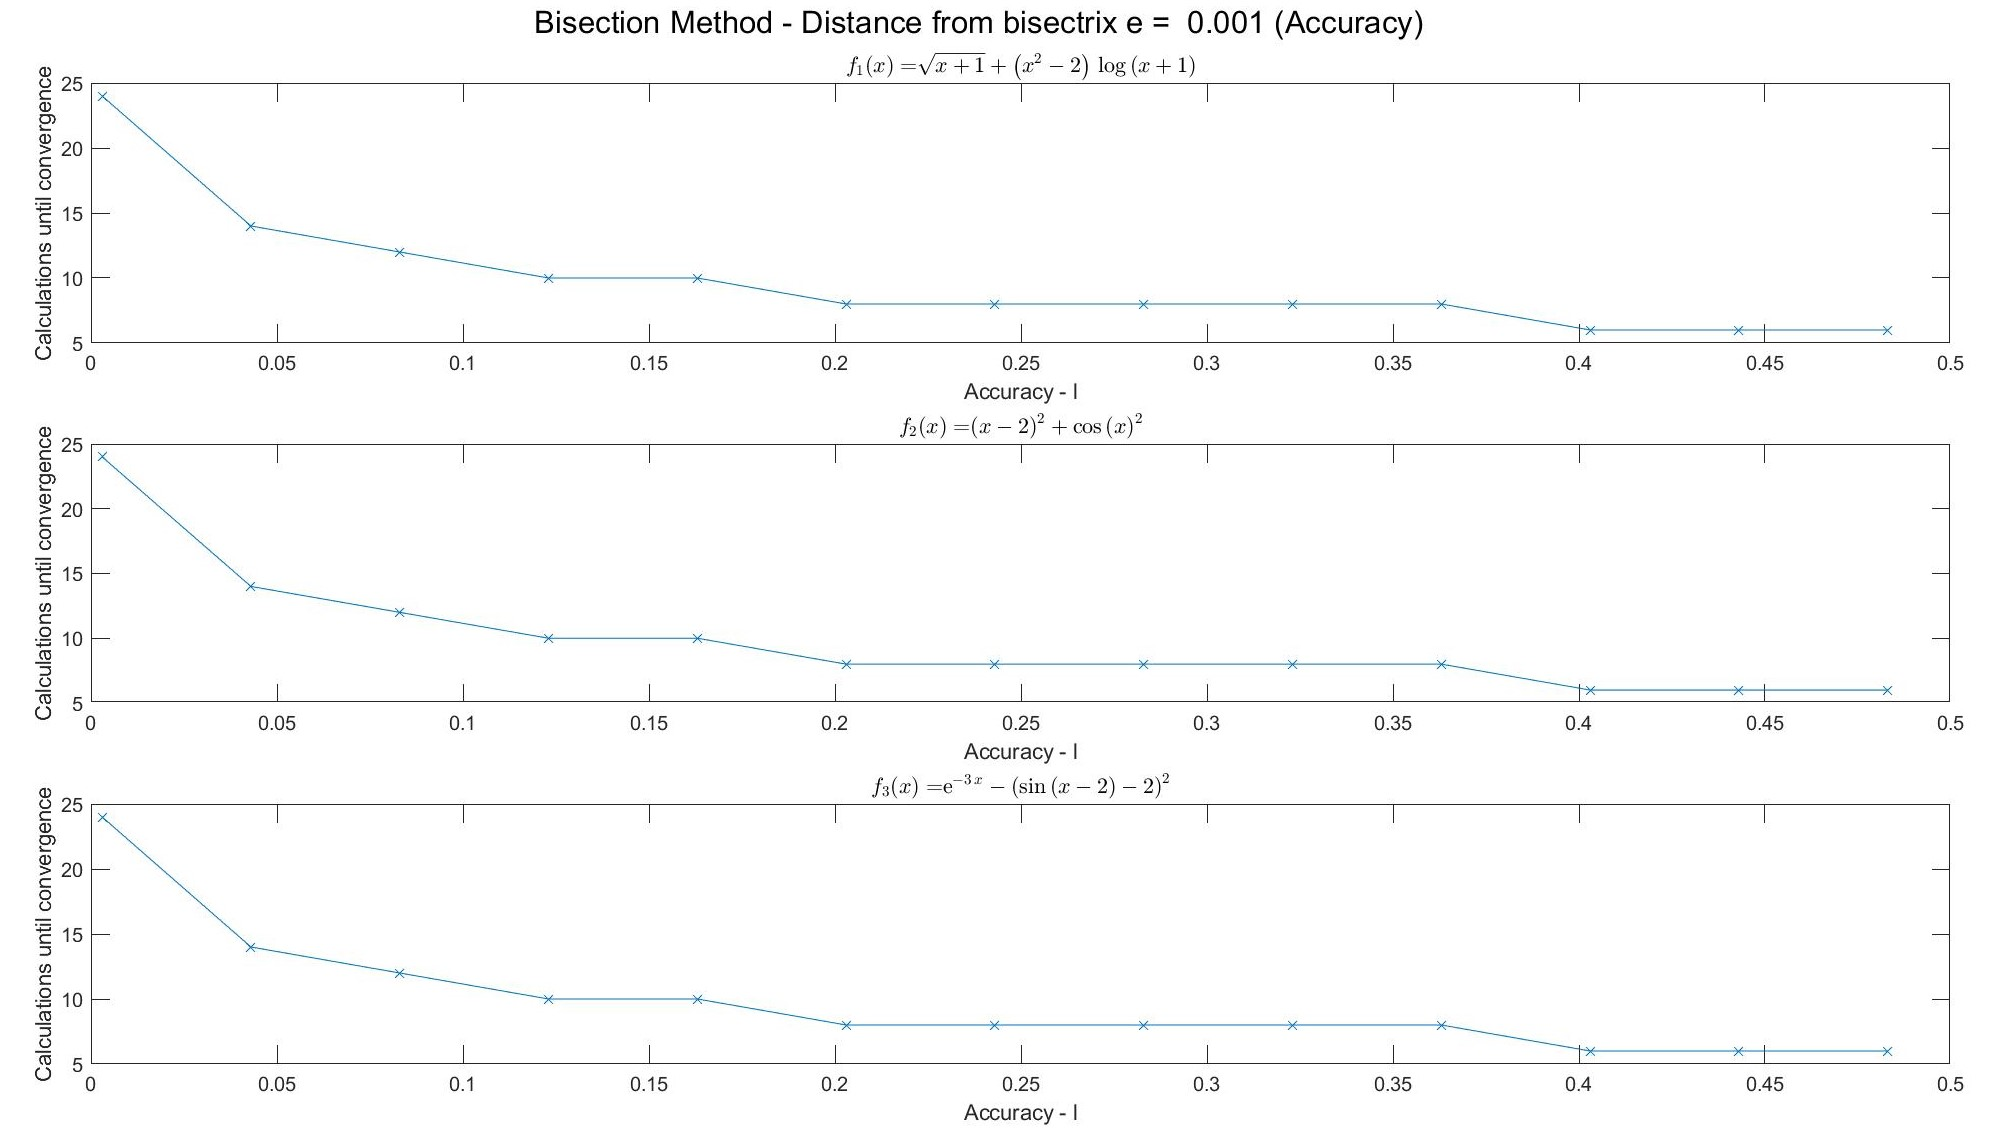 Bisection Method - Distance from bisectrix e =  0.001 (Accuracy)
f₁(x) =√(x + 1) + (x² − 2) log (x + 1)
Calculations until convergence
25
20
15
10
5
0 0.05 0.1 0.15 0.2 0.25 0.3 0.35 0.4 0.45 0.5
Accuracy - l
f₂(x) =(x − 2)² + cos (x)²
Calculations until convergence
25
20
15
10
5
0 0.05 0.1 0.15 0.2 0.25 0.3 0.35 0.4 0.45 0.5
Accuracy - l
f₃(x) =e⁻³ˣ − (sin (x − 2) − 2)²
Calculations until convergence
25
20
15
10
5
0 0.05 0.1 0.15 0.2 0.25 0.3 0.35 0.4 0.45 0.5
Accuracy - l